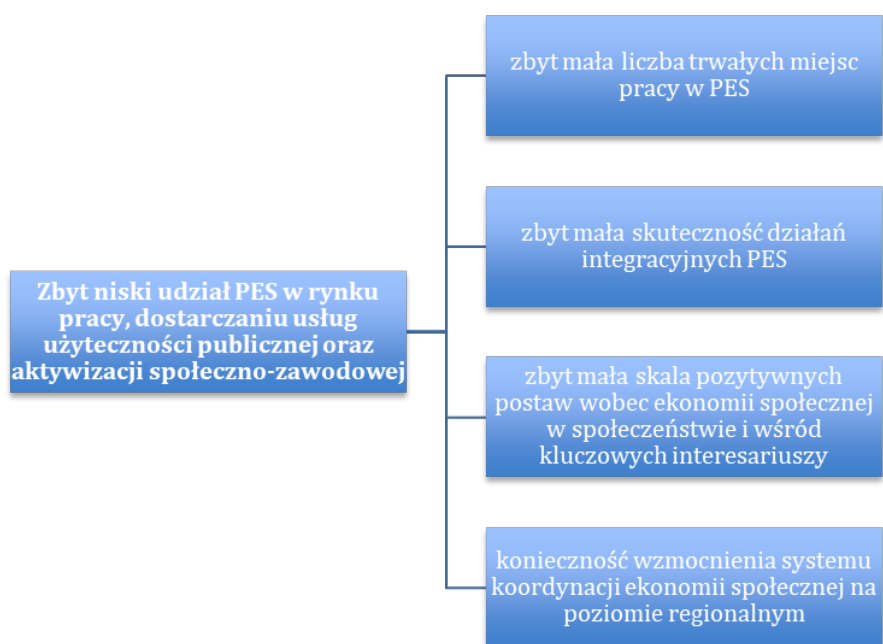 zbyt mała liczba trwałych miejsc
pracy w PES
zbyt mała skuteczność działań
integracyjnych PES
Zbyt niski udział PES w rynku
pracy, dostarczaniu usług
użyteczności publicznej oraz
aktywizacji społeczno-zawodowej
zbyt mała skala pozytywnych
postaw wobec ekonomii społecznej
w społeczeństwie i wśród
kluczowych interesariuszy
konieczność wzmocnienia systemu
koordynacji ekonomii społecznej na
poziomie regionalnym